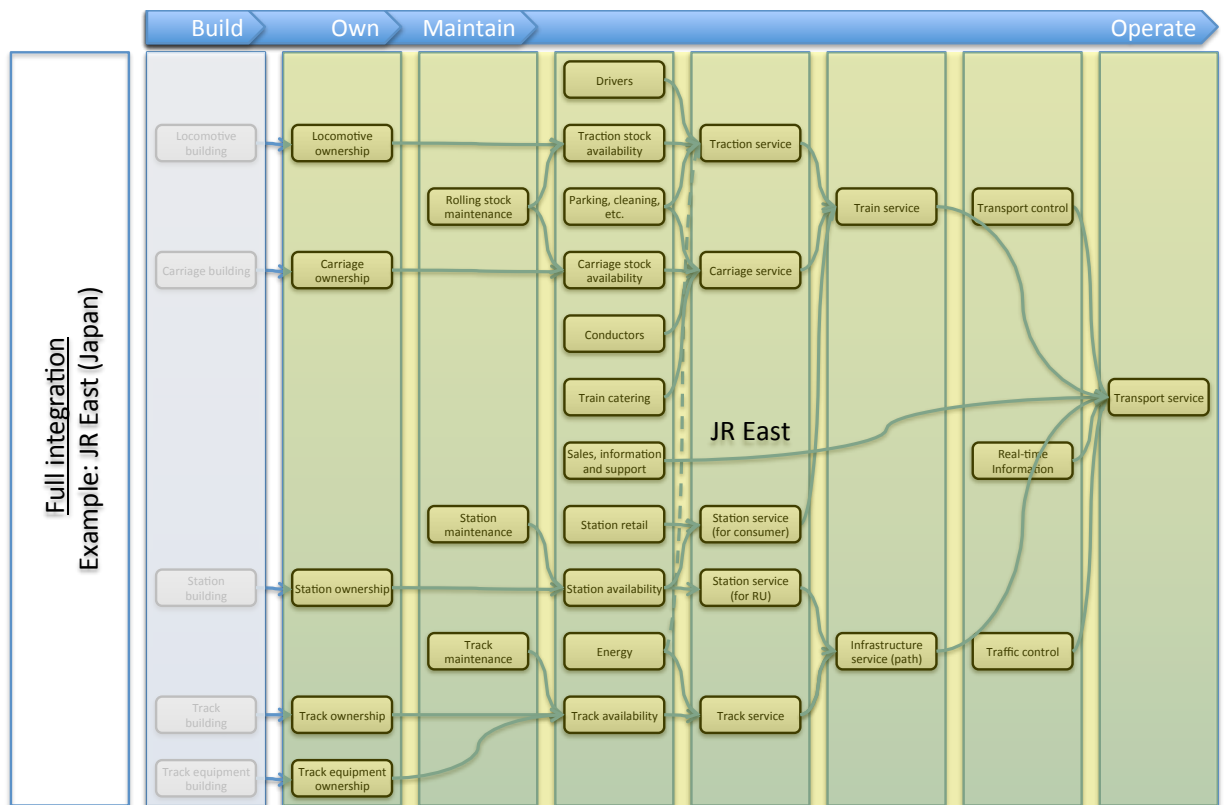 Build
Own
Maintain
Operate
Full integration
Example: JR East (Japan)
Locomotive
building
Carriage building
Station
building
Track
building
Track equipment
building
Locomotive
ownership
Carriage
ownership
Station ownership
Track ownership
Track equipment
ownership
Rolling stock
maintenance
Station
maintenance
Track
maintenance
Drivers
Traction stock
availability
Parking, cleaning,
etc.
Carriage stock
availability
Conductors
Train catering
Sales, information
and support
Station retail
Station availability
Energy
Track availability
Traction service
Carriage service
JR East
Station service
(for consumer)
Station service
(for RU)
Track service
Train service
Infrastructure
service (path)
Transport control
Real-time
Information
Traffic control
Transport service